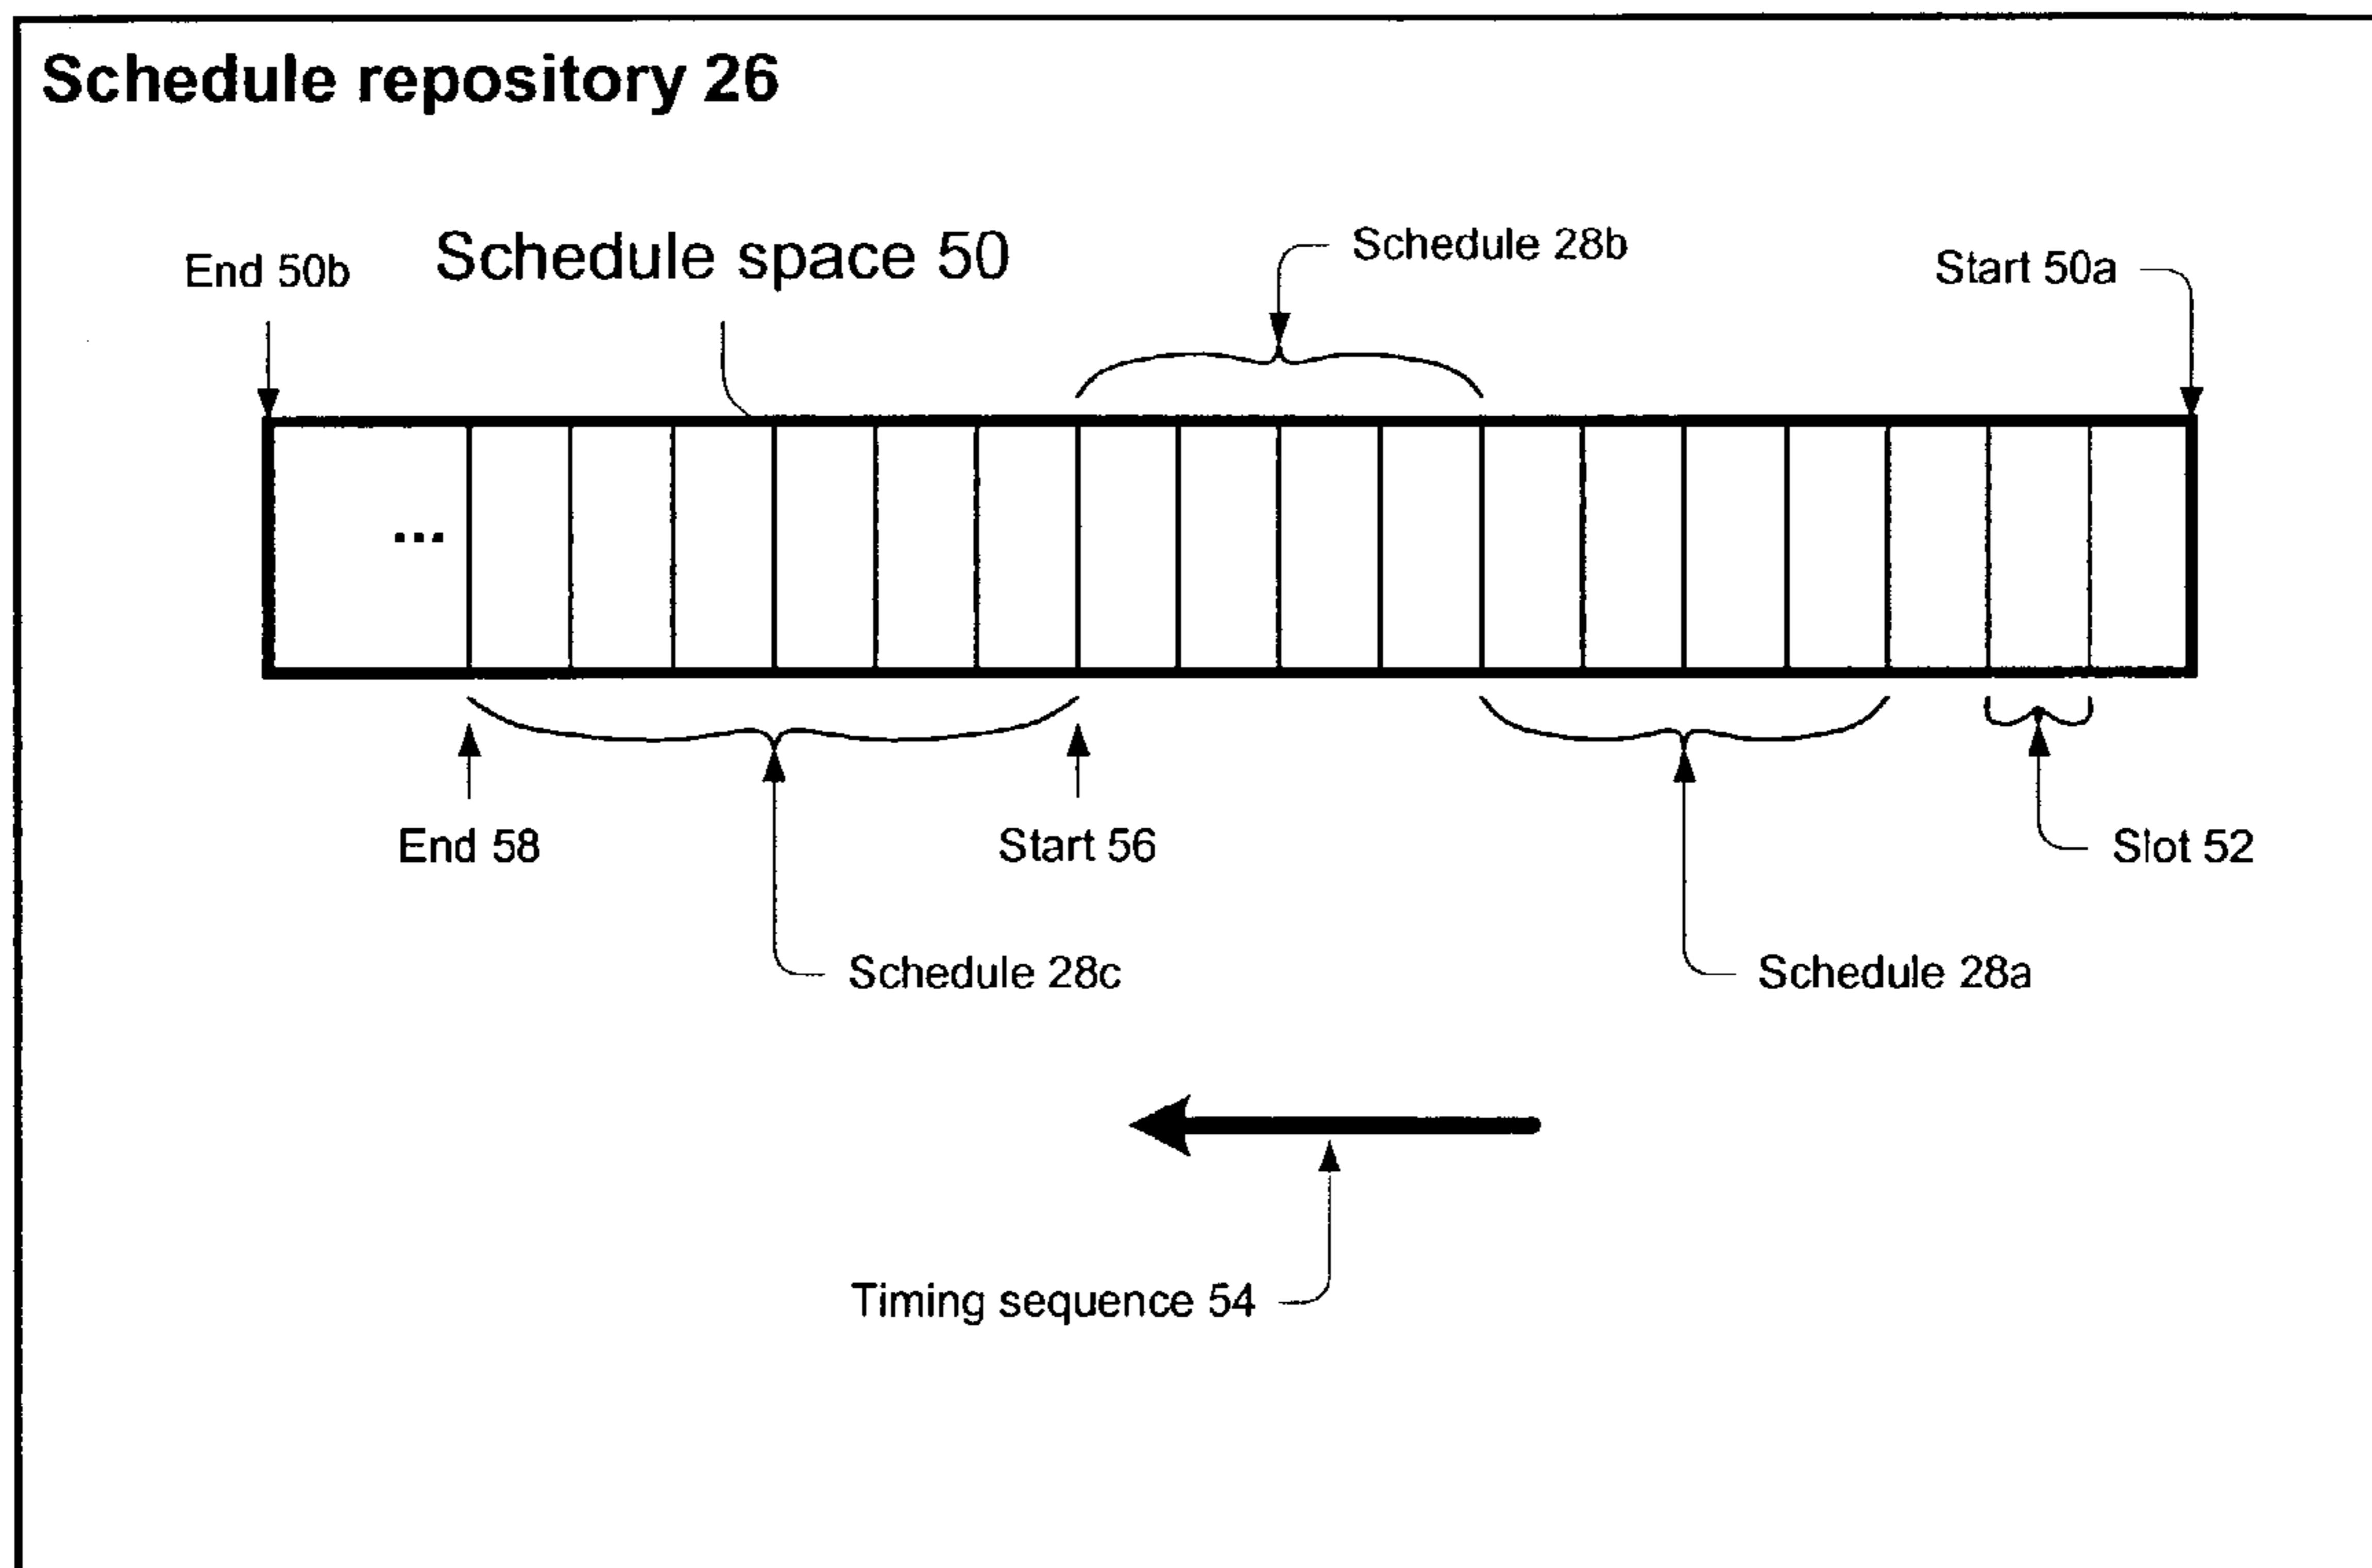 Schedule repository 26
Schedule 28b
End 50b
Schedule space 50
Start 50a
...
End 58
Start 56
Slot 52
Schedule 28c
Schedule 28a
Timing sequence 54